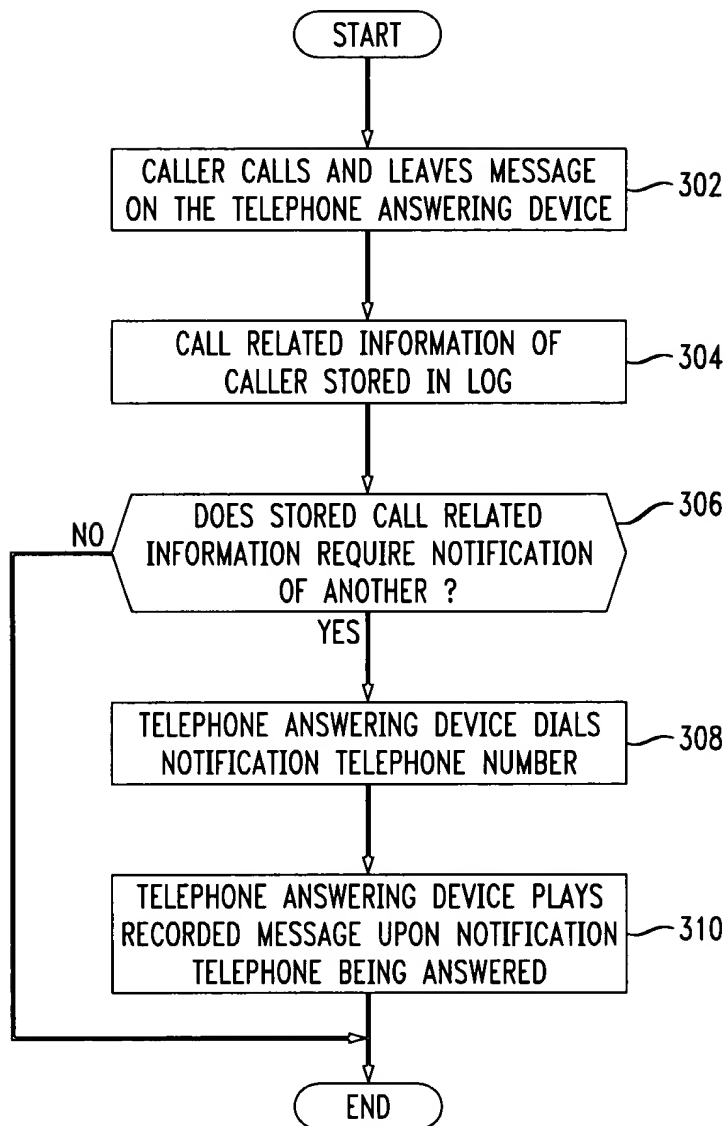 START
CALLER CALLS AND LEAVES MESSAGE
ON THE TELEPHONE ANSWERING DEVICE
302
CALL RELATED INFORMATION OF
CALLER STORED IN LOG
304
DOES STORED CALL RELATED
INFORMATION REQUIRE NOTIFICATION
OF ANOTHER ?
306
NO
YES
TELEPHONE ANSWERING DEVICE DIALS
NOTIFICATION TELEPHONE NUMBER
308
TELEPHONE ANSWERING DEVICE PLAYS
RECORDED MESSAGE UPON NOTIFICATION
TELEPHONE BEING ANSWERED
310
END